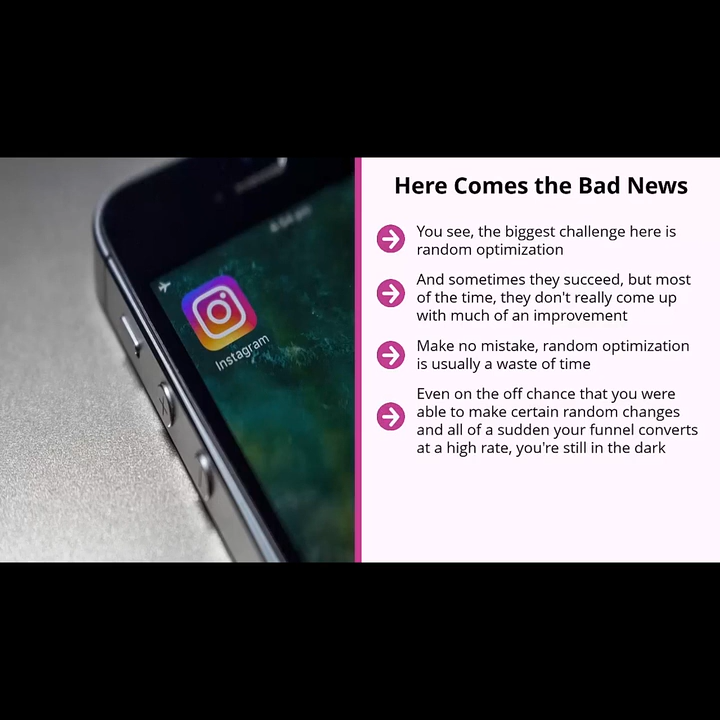 Here Comes the Bad News
You see, the biggest challenge here is
random optimization
And sometimes they succeed, but most
of the time, they don't really come up
with much of an improvement
Make no mistake, random optimization
is usually a waste of time
Even on the off chance that you were
able to make certain random changes
and all of a sudden your funnel converts
at a high rate, you're still in the dark
Instagram